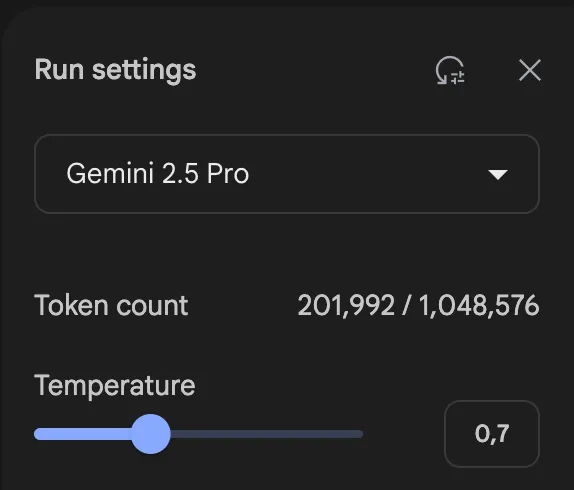 Run settings
Gemini 2.5 Pro
Token count 201,992 / 1,048,576
Temperature
0,7